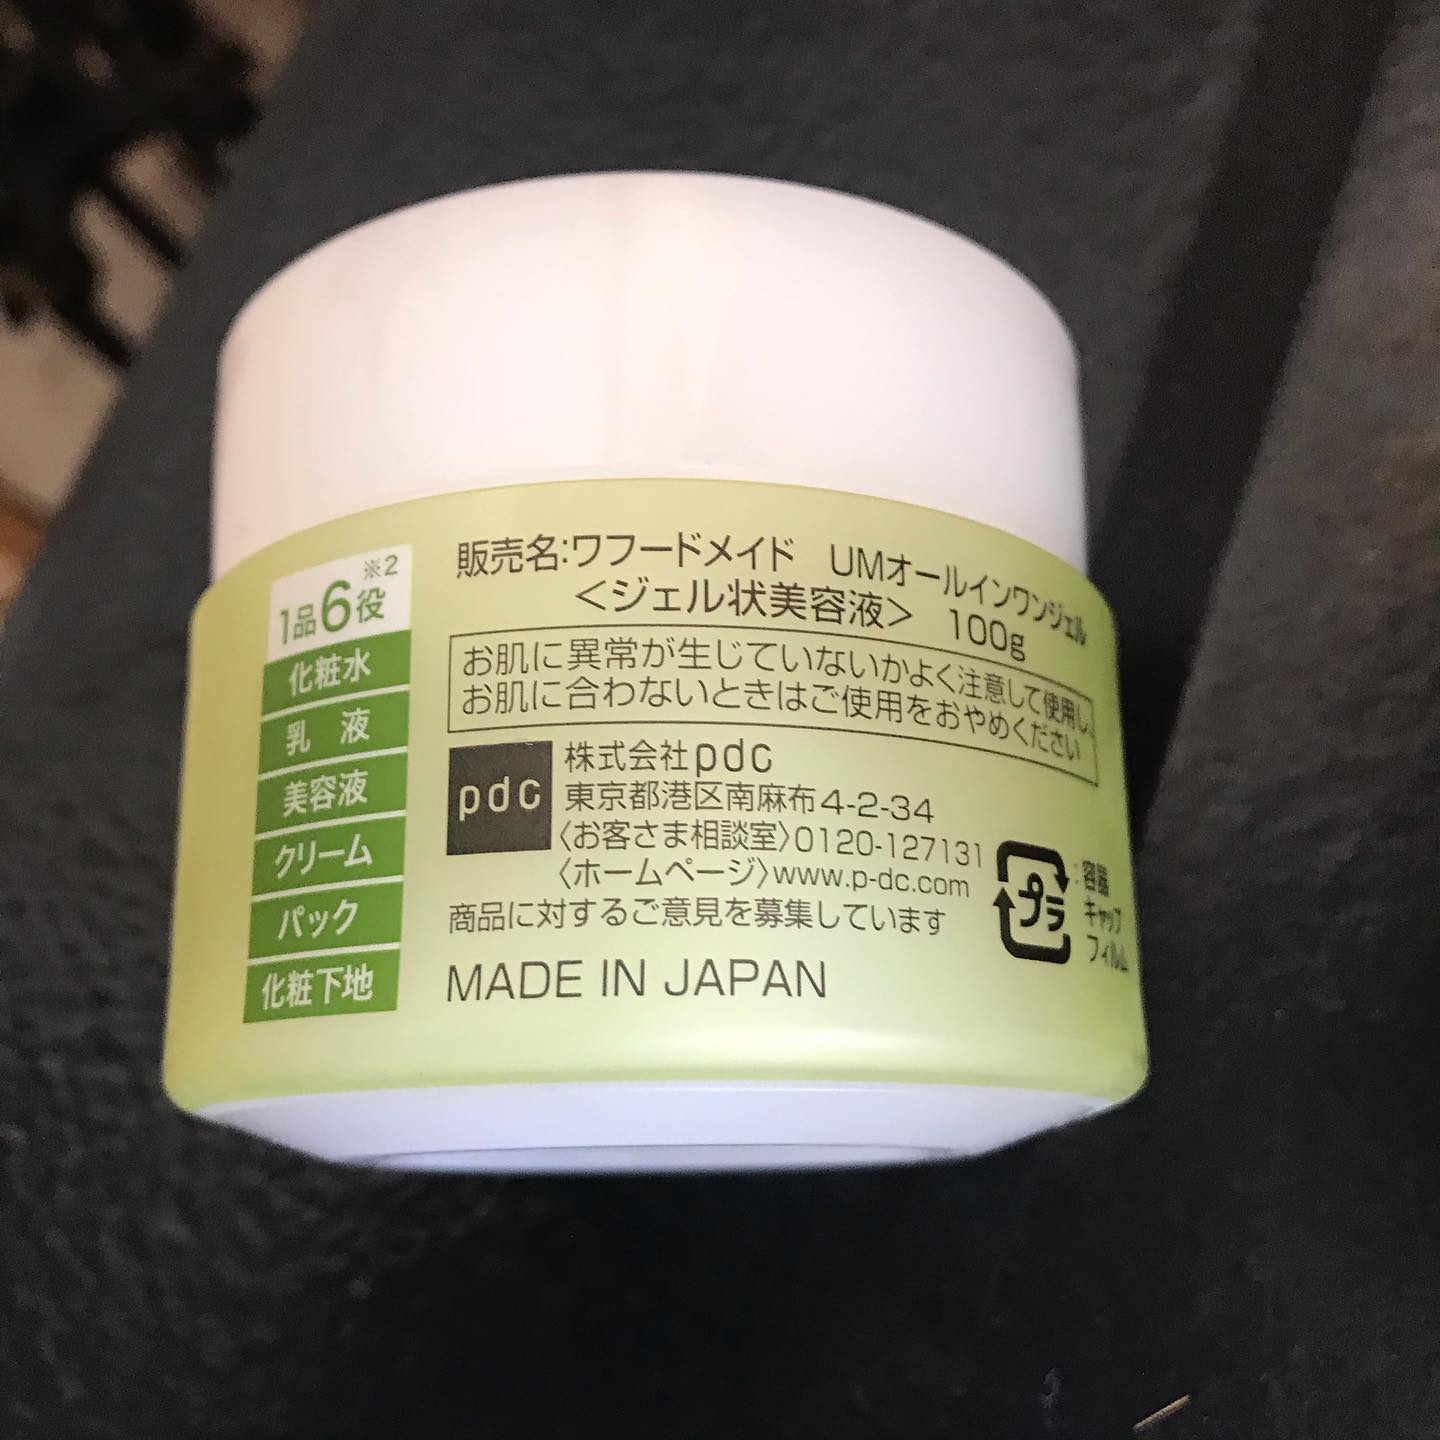 ※2
1品6役
化粧水
乳 液
美容液
クリーム
パック
化粧下地
販売名:ワフードメイド UMオールインワンジェル
<ジェル状美容液> 100g
お肌に異常が生じていないかよく注意して使用し、
お肌に合わないときはご使用をおやめください
pdc
株式会社pdc
東京都港区南麻布4-2-34
〈お客さま相談室〉0120-127131
〈ホームページ〉www.p-dc.com
商品に対するご意見を募集しています
MADE IN JAPAN
プラ
:容器
キャップ
フィルム